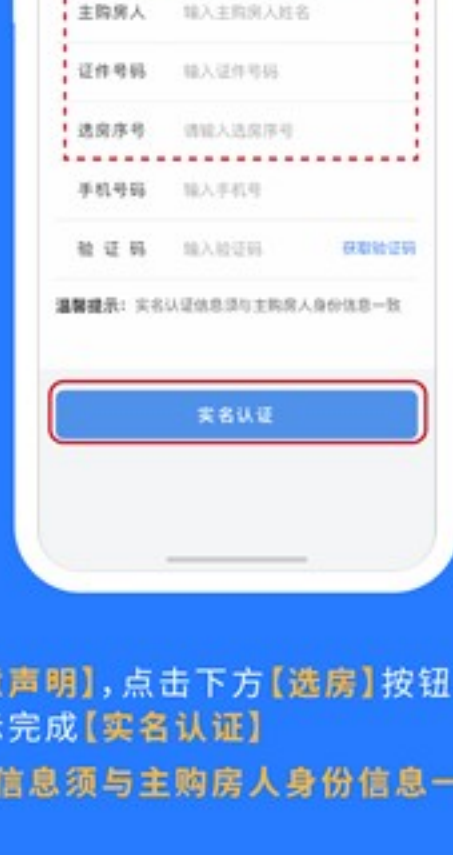 主购房人 输入主购房人姓名
证件号码 输入证件号码
选房序号 请输入选房序号
手机号码 输入手机号
验证码 输入验证码 获取验证码
温馨提示：实名认证信息须与主购房人身份信息一致
实名认证
声明】，点击下方【选房】按钮
完成【实名认证】
信息须与主购房人身份信息一